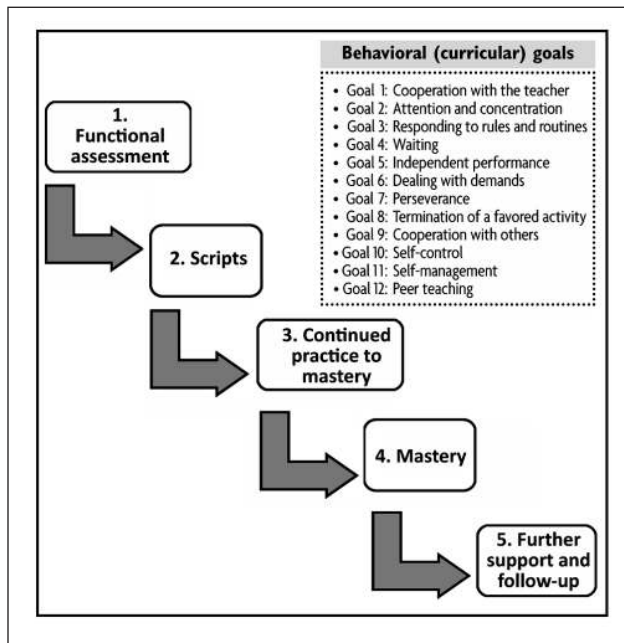 Behavioral (curricular) goals
• Goal 1: Cooperation with the teacher
• Goal 2: Attention and concentration
• Goal 3: Responding to rules and routines
• Goal 4: Waiting
• Goal 5: Independent performance
• Goal 6: Dealing with demands
• Goal 7: Perseverance
• Goal 8: Termination of a favored activity
• Goal 9: Cooperation with others
• Goal 10: Self-control
• Goal 11: Self-management
• Goal 12: Peer teaching
1.
Functional
assessment
2. Scripts
3. Continued
practice to
mastery
4. Mastery
5. Further
support and
follow-up